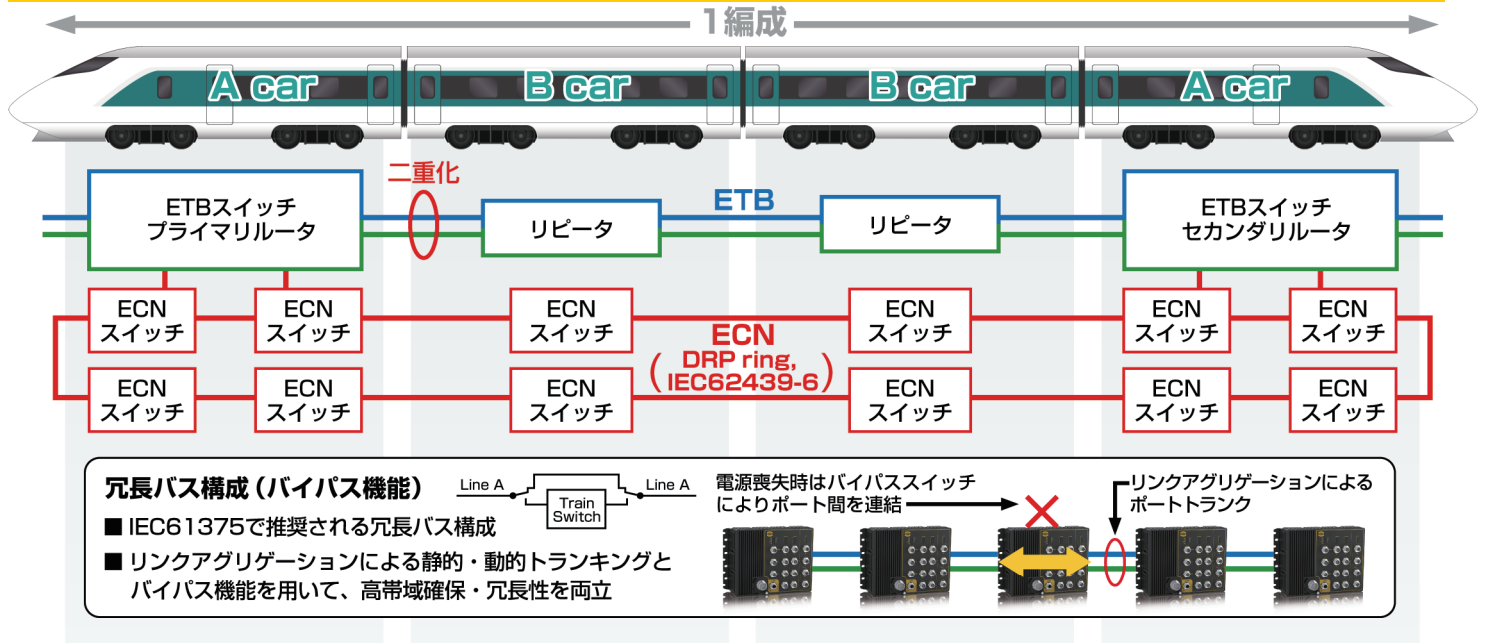 1編成
A car
B car
B car
A car
二重化
ETB
ETBスイッチ
プライマリルータ
リピータ
リピータ
ETBスイッチ
セカンダリルータ
ECN
スイッチ
ECN
スイッチ
ECN
スイッチ
ECN
スイッチ
ECN
スイッチ
ECN
スイッチ
ECN
(DRP ring,
IEC62439-6)
ECN
スイッチ
ECN
スイッチ
ECN
スイッチ
ECN
スイッチ
ECN
スイッチ
ECN
スイッチ
冗長バス構成(バイパス機能)
Line A
Train
Switch
Line A
■ IEC61375で推奨される冗長バス構成
■ リンクアグリゲーションによる静的・動的トランキングと
バイパス機能を用いて、高帯域確保・冗長性を両立
電源喪失時はバイパススイッチ
によりポート間を連結
リンクアグリゲーションによる
ポートトランク